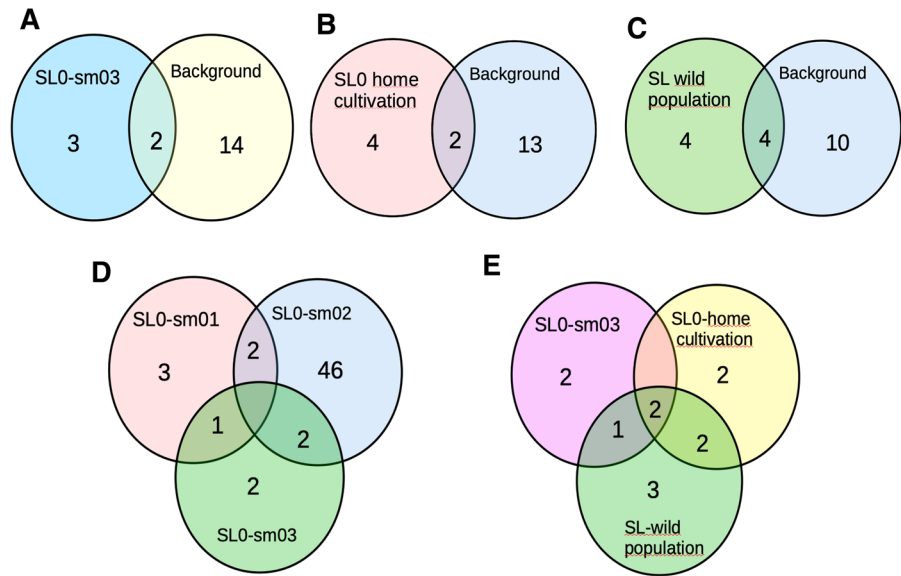 A
SL0-sm03
Background
3
2
14
B
SL0 home
cultivation
Background
4
2
13
C
SL wild
population
Background
4
4
10
D
SL0-sm01
SL0-sm02
3
2
46
1
2
2
SL0-sm03
E
SL0-sm03
SL0-home
cultivation
2
2
2
1
2
3
SL-wild
population